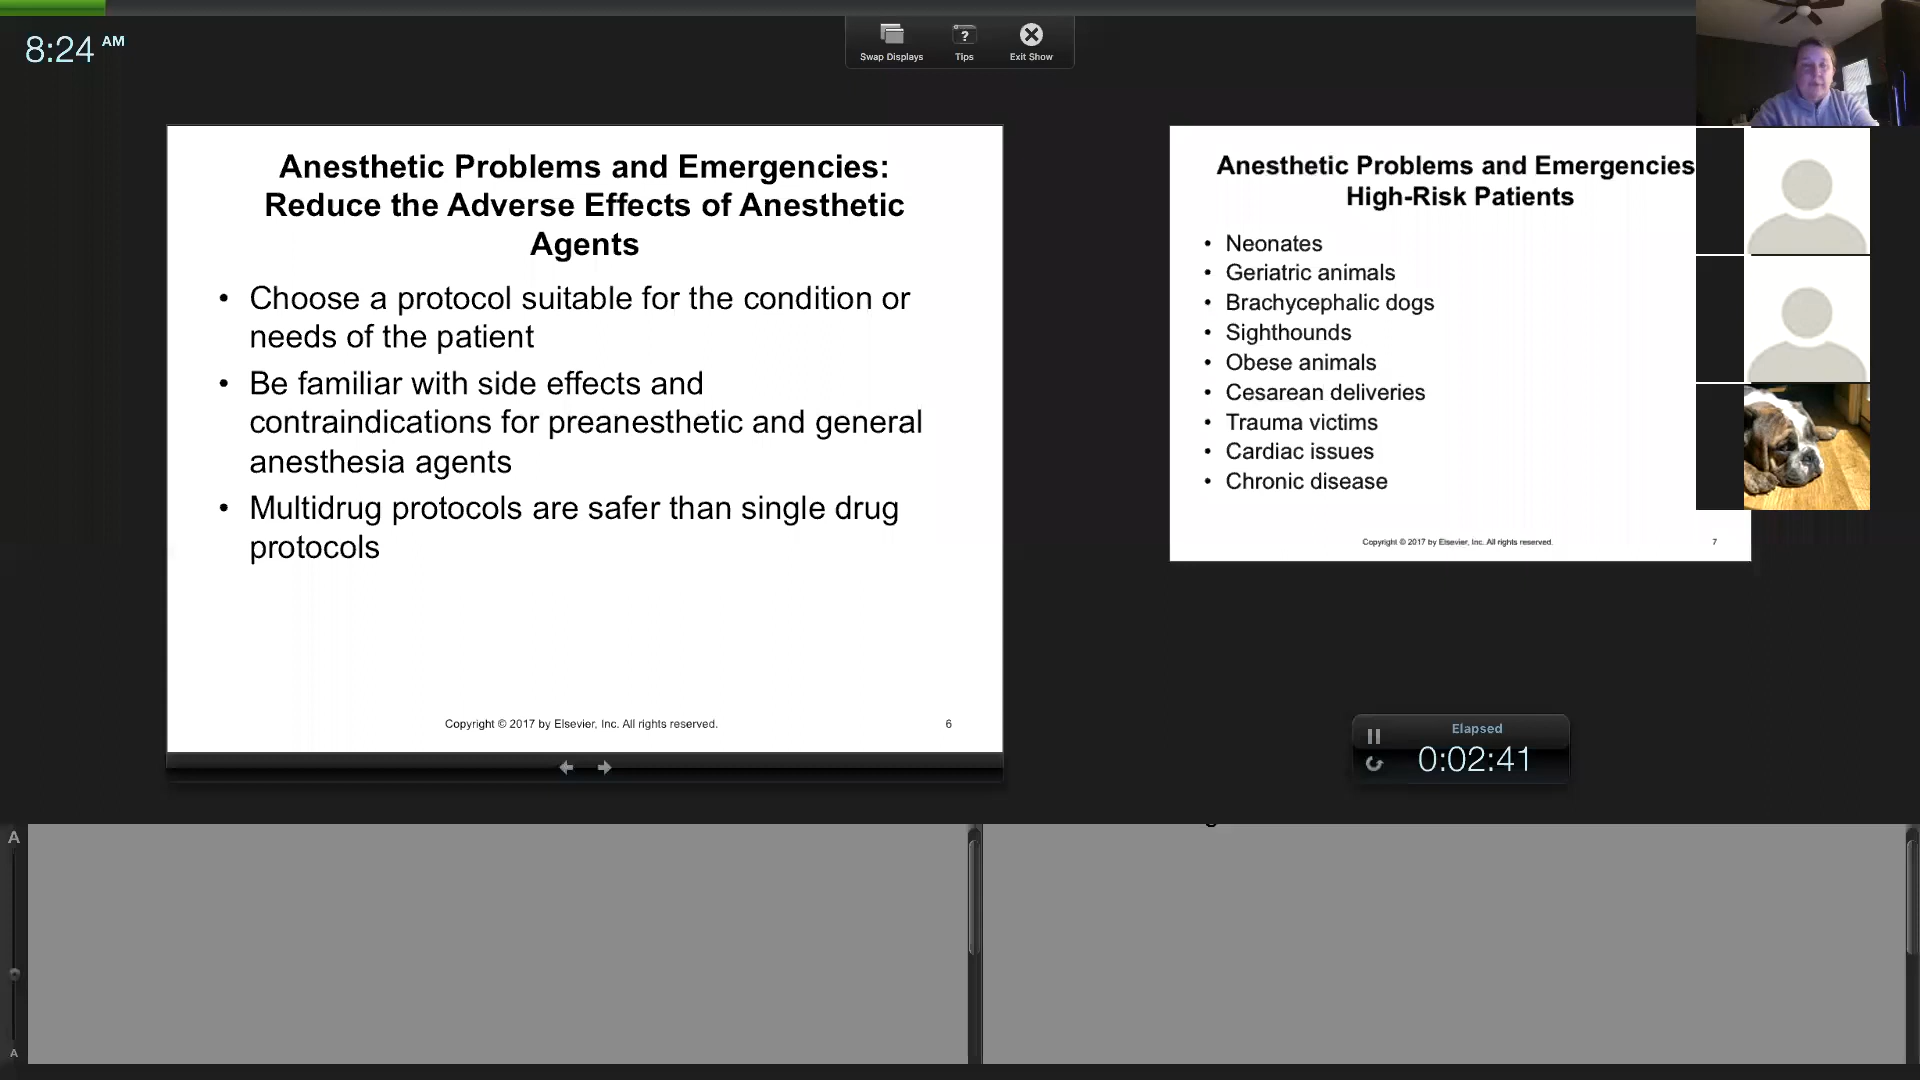 8:24 AM
Swap Displays
Tips
Exit Show
Anesthetic Problems and Emergencies:
Reduce the Adverse Effects of Anesthetic
Agents
• Choose a protocol suitable for the condition or
needs of the patient
• Be familiar with side effects and
contraindications for preanesthetic and general
anesthesia agents
• Multidrug protocols are safer than single drug
protocols
Copyright © 2017 by Elsevier, Inc. All rights reserved.
6
Anesthetic Problems and Emergencies
High-Risk Patients
• Neonates
• Geriatric animals
• Brachycephalic dogs
• Sighthounds
• Obese animals
• Cesarean deliveries
• Trauma victims
• Cardiac issues
• Chronic disease
Copyright © 2017 by Elsevier, Inc. All rights reserved.
7
Elapsed
0:02:41
A
A